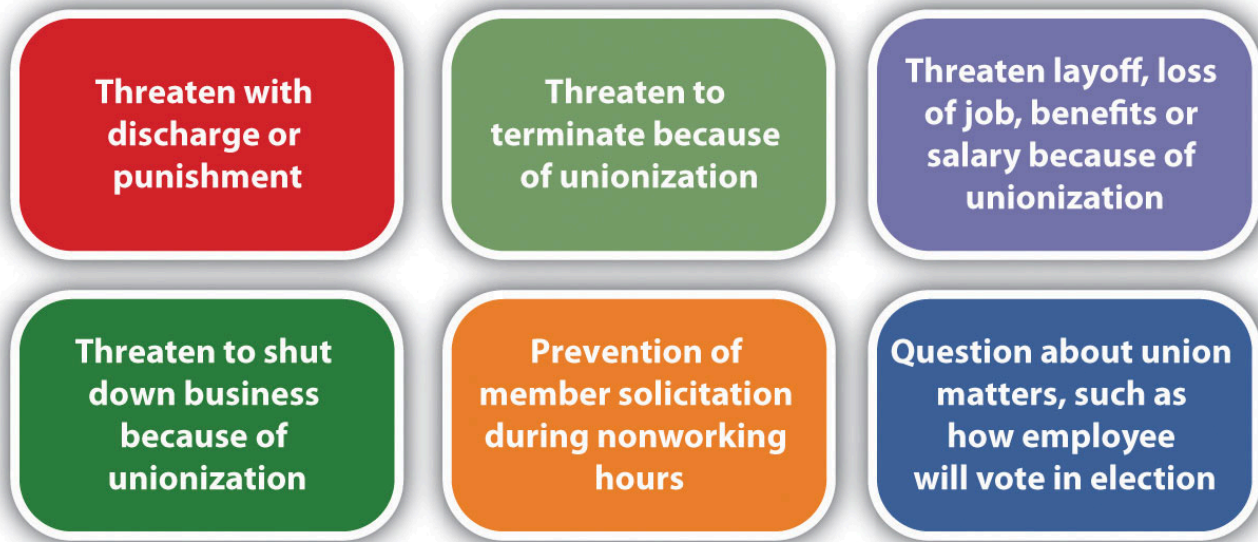 Threaten with
discharge or
punishment
Threaten to
terminate because
of unionization
Threaten layoff, loss
of job, benefits or
salary because of
unionization
Threaten to shut
down business
because of
unionization
Prevention of
member solicitation
during nonworking
hours
Question about union
matters, such as
how employee
will vote in election